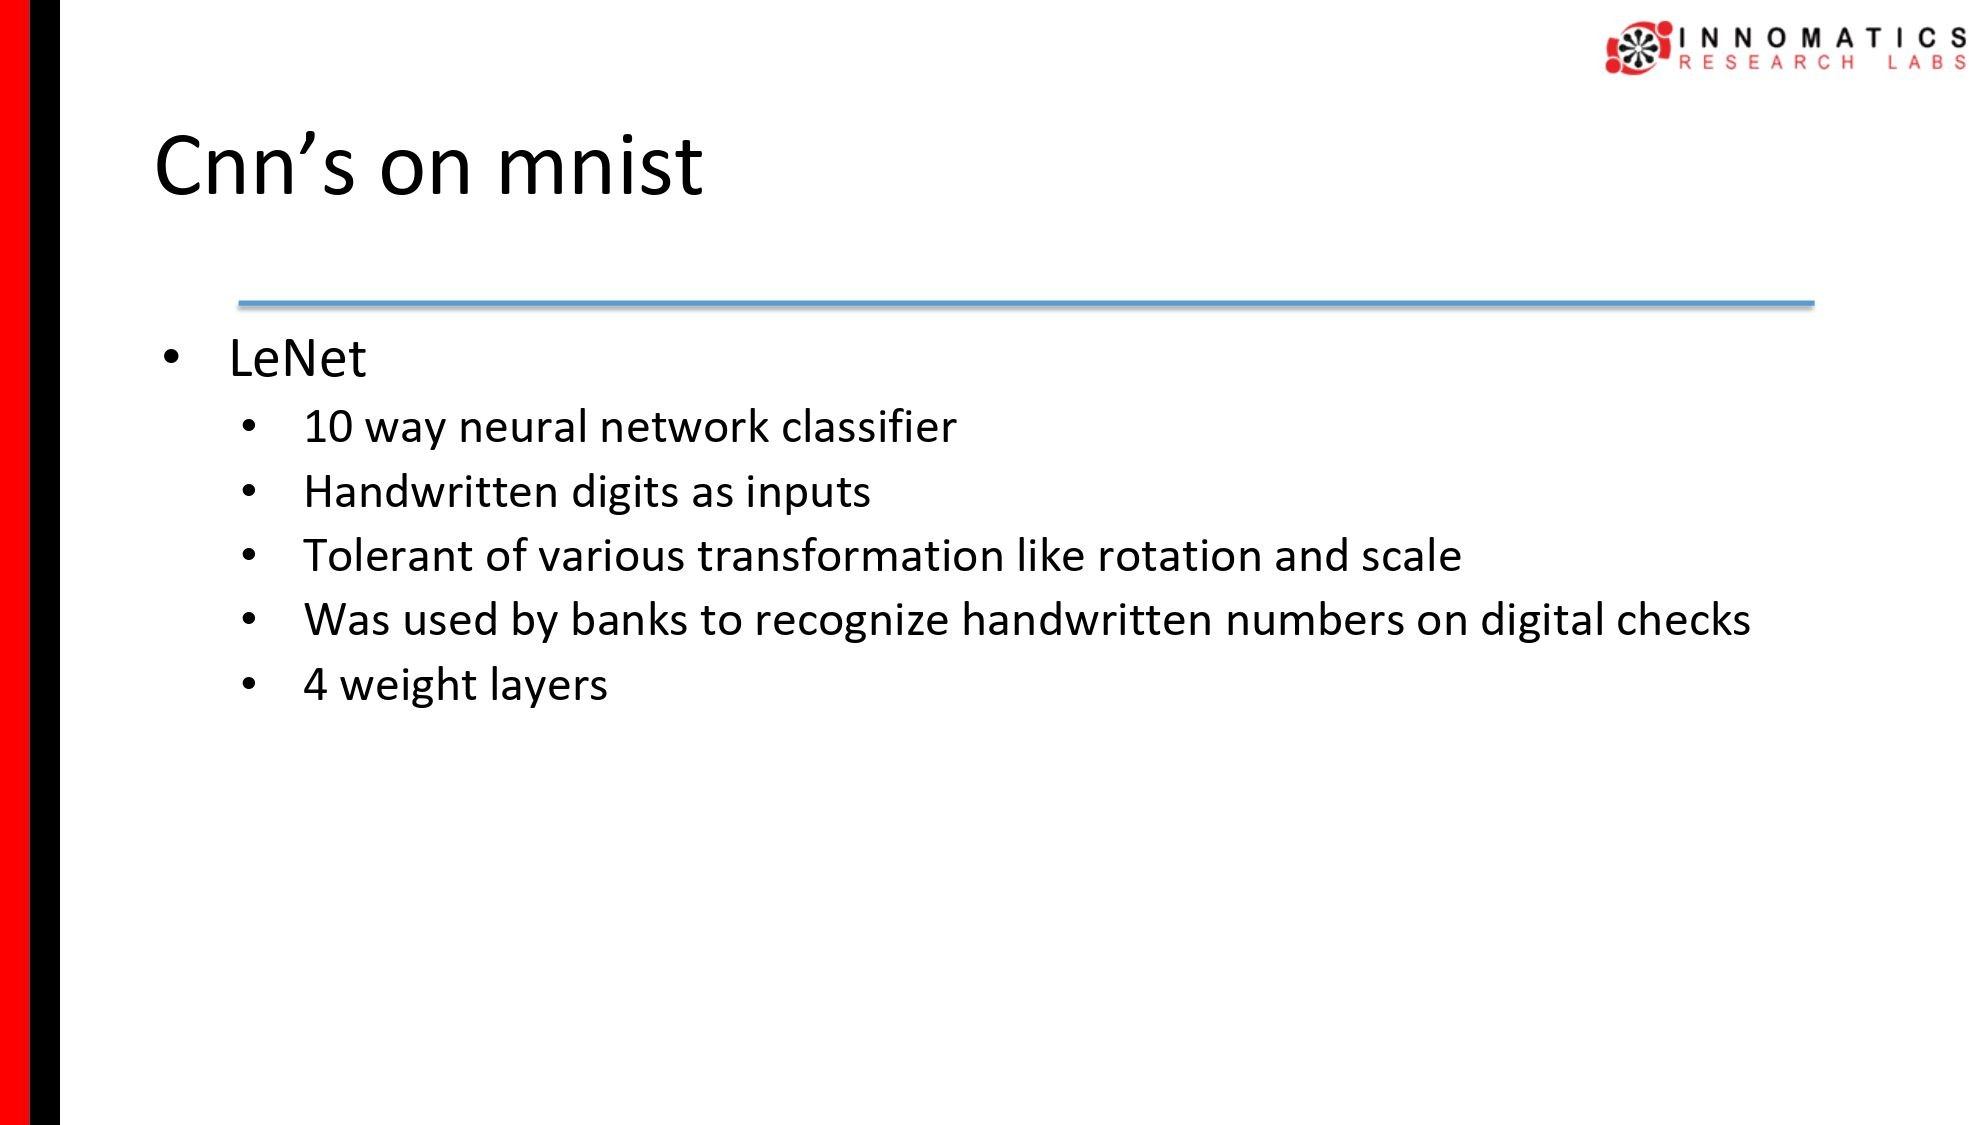 INNOMATICS
RESEARCH LABS
Cnn’s on mnist
• LeNet
• 10 way neural network classifier
• Handwritten digits as inputs
• Tolerant of various transformation like rotation and scale
• Was used by banks to recognize handwritten numbers on digital checks
• 4 weight layers